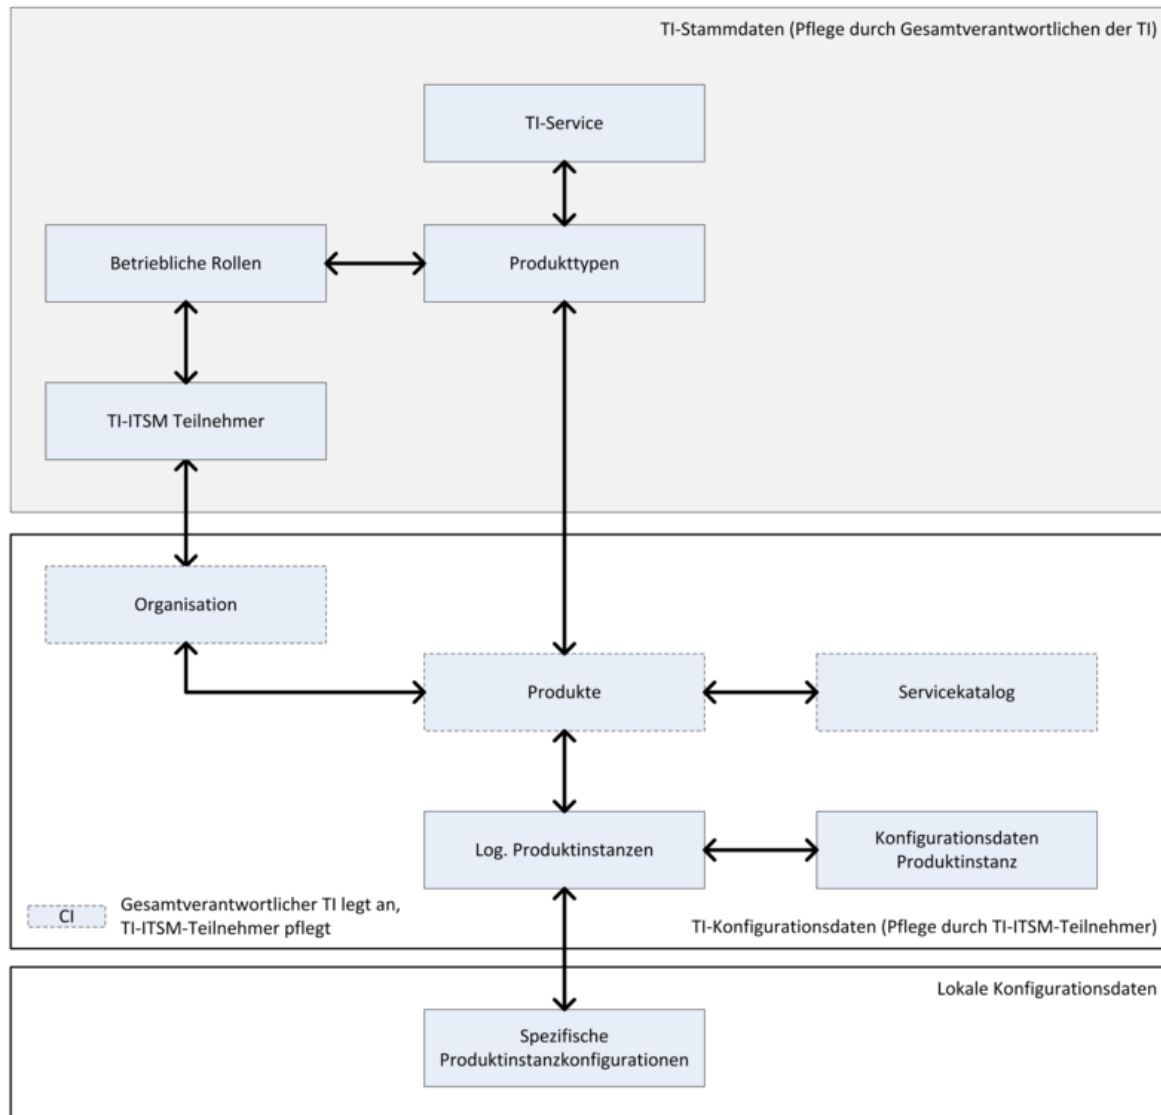 TI-Stammdaten (Pflege durch Gesamtverantwortlichen der TI)
TI-Service
Betriebliche Rollen
Produkttypen
TI-ITSM Teilnehmer
Organisation
Produkte
Servicekatalog
Log. Produktinstanzen
Konfigurationsdaten
Produktinstanz
CI
Gesamtverantwortlicher TI legt an,
TI-ITSM-Teilnehmer pflegt
TI-Konfigurationsdaten (Pflege durch TI-ITSM-Teilnehmer)
Lokale Konfigurationsdaten
Spezifische
Produktinstanzkonfigurationen